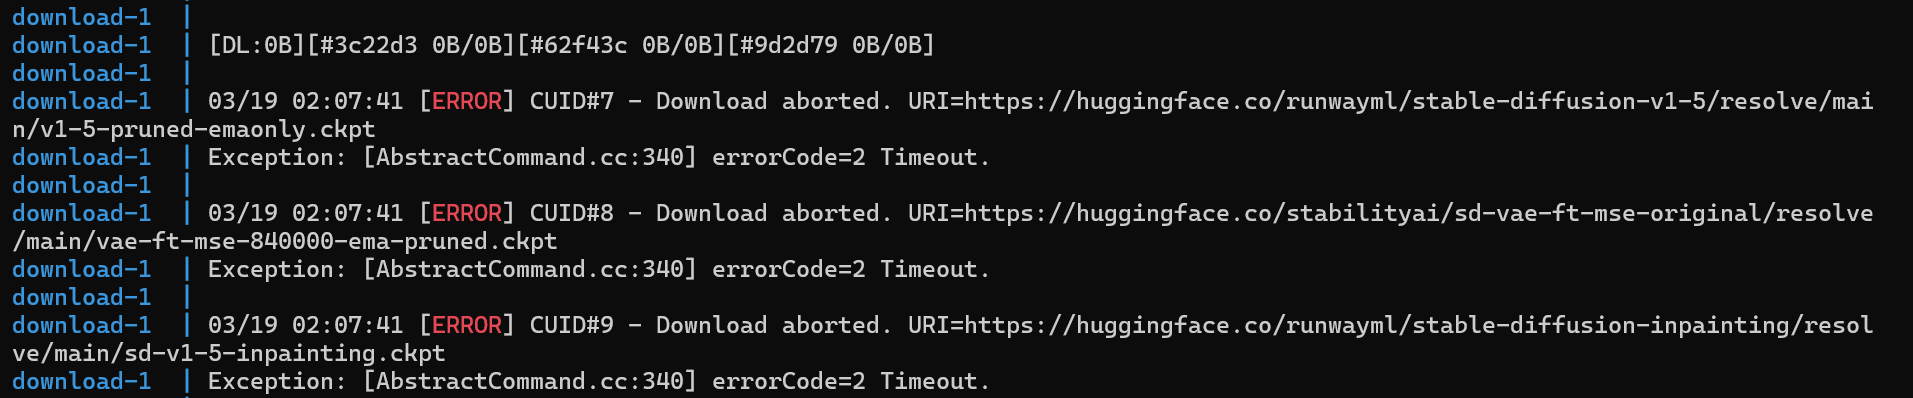 download-1  |
download-1  | [DL:0B][#3c22d3 0B/0B][#62f43c 0B/0B][#9d2d79 0B/0B]
download-1  |
download-1  | 03/19 02:07:41 [ERROR] CUID#7 - Download aborted. URI=https://huggingface.co/runwayml/stable-diffusion-v1-5/resolve/mai
n/v1-5-pruned-emaonly.ckpt
download-1  | Exception: [AbstractCommand.cc:340] errorCode=2 Timeout.
download-1  |
download-1  | 03/19 02:07:41 [ERROR] CUID#8 - Download aborted. URI=https://huggingface.co/stabilityai/sd-vae-ft-mse-original/resolve
/main/vae-ft-mse-840000-ema-pruned.ckpt
download-1  | Exception: [AbstractCommand.cc:340] errorCode=2 Timeout.
download-1  |
download-1  | 03/19 02:07:41 [ERROR] CUID#9 - Download aborted. URI=https://huggingface.co/runwayml/stable-diffusion-inpainting/resol
ve/main/sd-v1-5-inpainting.ckpt
download-1  | Exception: [AbstractCommand.cc:340] errorCode=2 Timeout.